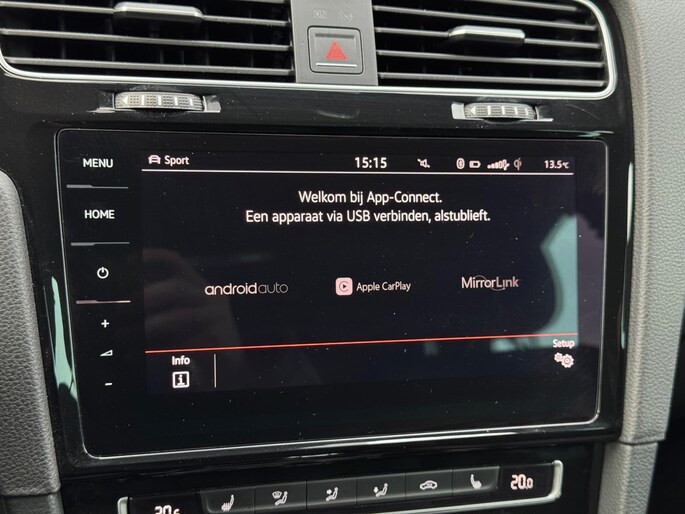 MENU
HOME
Sport
15:15
13.5°C
Welkom bij App-Connect.
Een apparaat via USB verbinden, alstublieft.
androidauto
Apple CarPlay
MirrorLink
Info
Setup
20.0